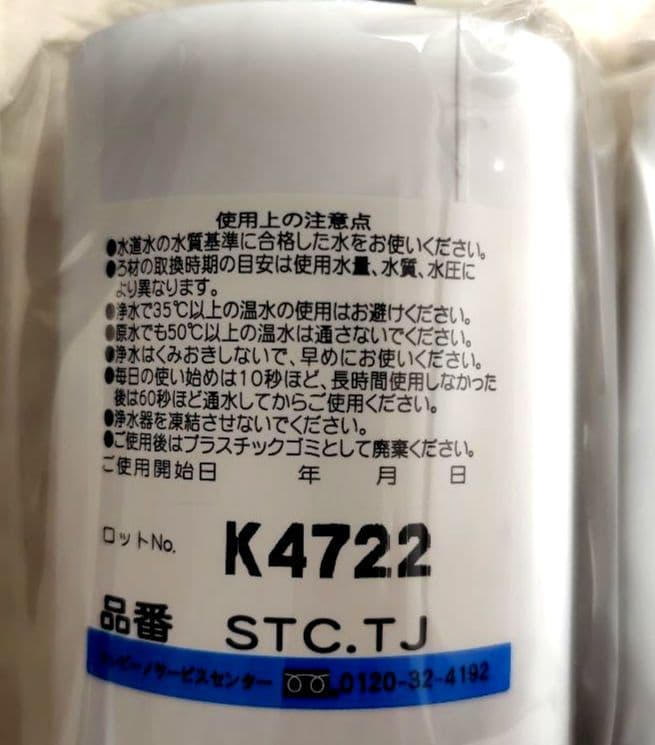 使用上の注意点
●水道水の水質基準に合格した水をお使いください。
●ろ材の取換時期の目安は使用水量、水質、水圧に
より異なります。
●浄水で35℃以上の温水の使用はお避けください。
●原水でも50℃以上の温水は通さないでください。
●浄水はくみおきしないで、早めにお使いください。
●毎日の使い始めは10秒ほど、長時間使用しなかった
後は60秒ほど通水してからご使用ください。
●浄水器を凍結させないでください。
●ご使用後はプラスチックゴミとして廃棄ください。
ご使用開始日 年 月 日
ロットNo. K4722
品番 STC.TJ
サービスセンター 0120-32-4192